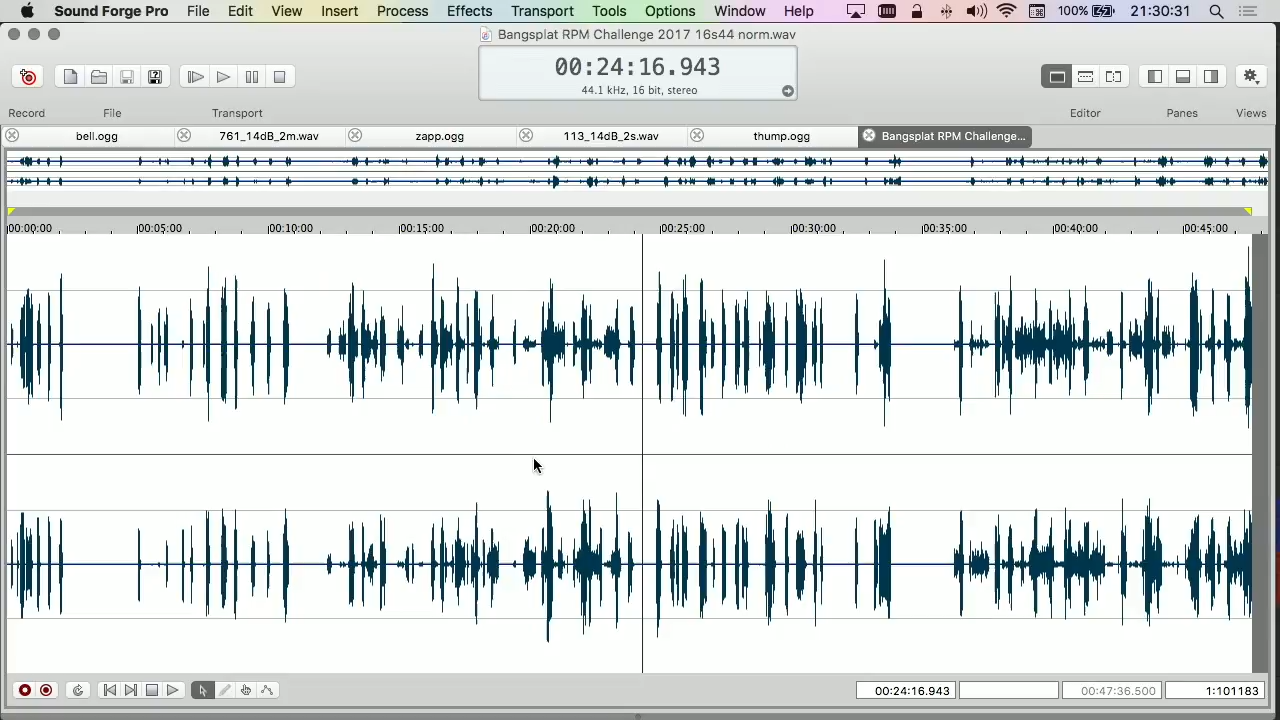 Sound Forge Pro File Edit View Insert Process Effects Transport Tools Options Window Help 100% 21:30:31
Bangsplat RPM Challenge 2017 16s44 norm.wav
00:24:16.943
44.1 kHz, 16 bit, stereo
Record File Transport Editor Panes Views
bell.ogg 761_14dB_2m.wav zapp.ogg 113_14dB_2s.wav thump.ogg Bangsplat RPM Challenge...
00:00:00 00:05:00 00:10:00 00:15:00 00:20:00 00:25:00 00:30:00 00:35:00 00:40:00 00:45:00
00:24:16.943 00:47:36.500 1:101183